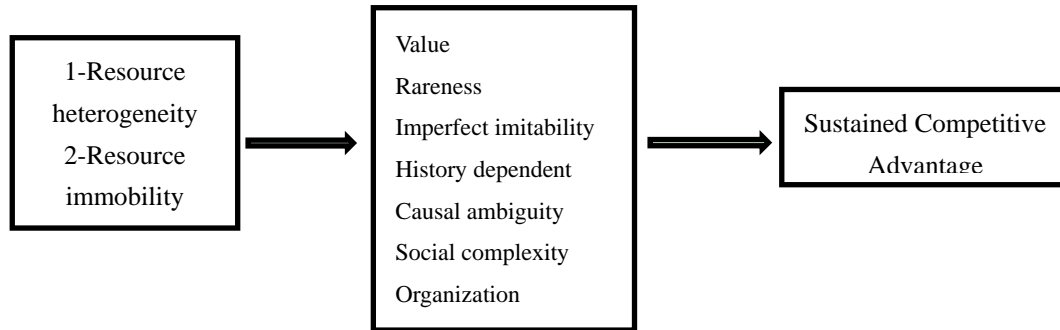 1-Resource
heterogeneity
2-Resource
immobility
Value
Rareness
Imperfect imitability
History dependent
Causal ambiguity
Social complexity
Organization
Sustained Competitive
Advantage